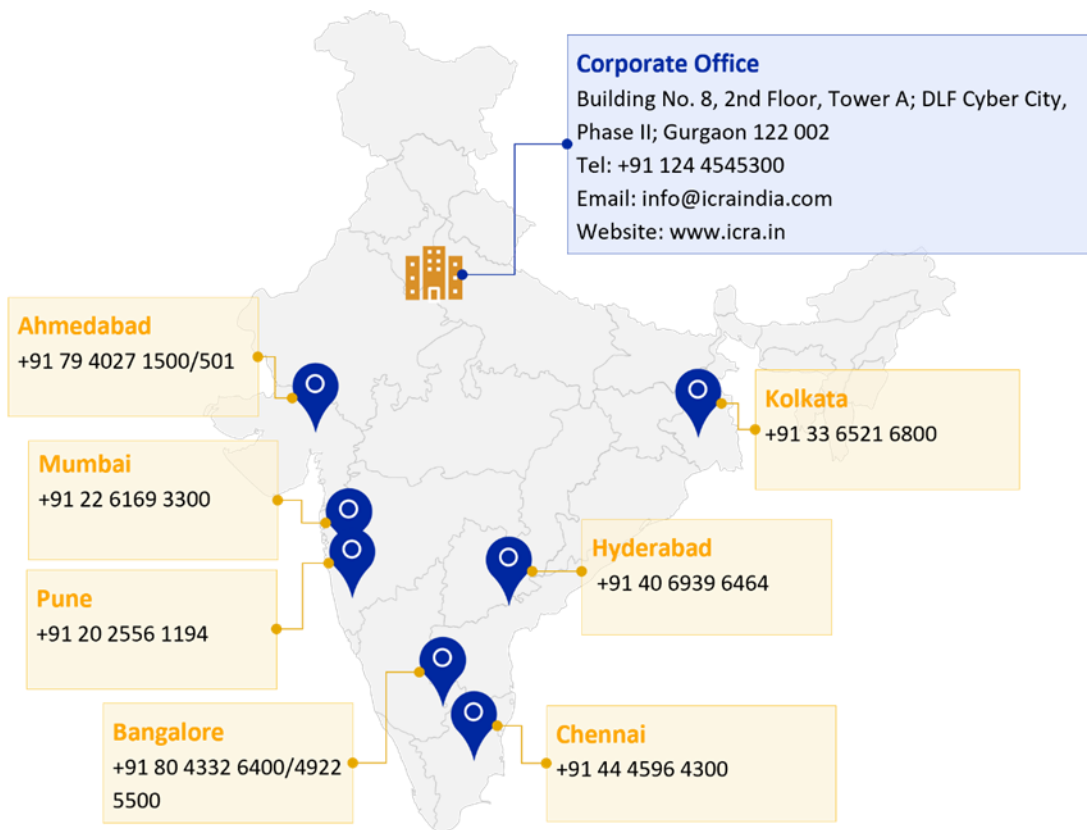 Corporate Office
Building No. 8, 2nd Floor, Tower A; DLF Cyber City,
Phase II; Gurgaon 122 002
Tel: +91 124 4545300
Email: info@icraindia.com
Website: www.icra.in
Ahmedabad
+91 79 4027 1500/501
Kolkata
+91 33 6521 6800
Mumbai
+91 22 6169 3300
Hyderabad
+91 40 6939 6464
Pune
+91 20 2556 1194
Bangalore
+91 80 4332 6400/4922
5500
Chennai
+91 44 4596 4300